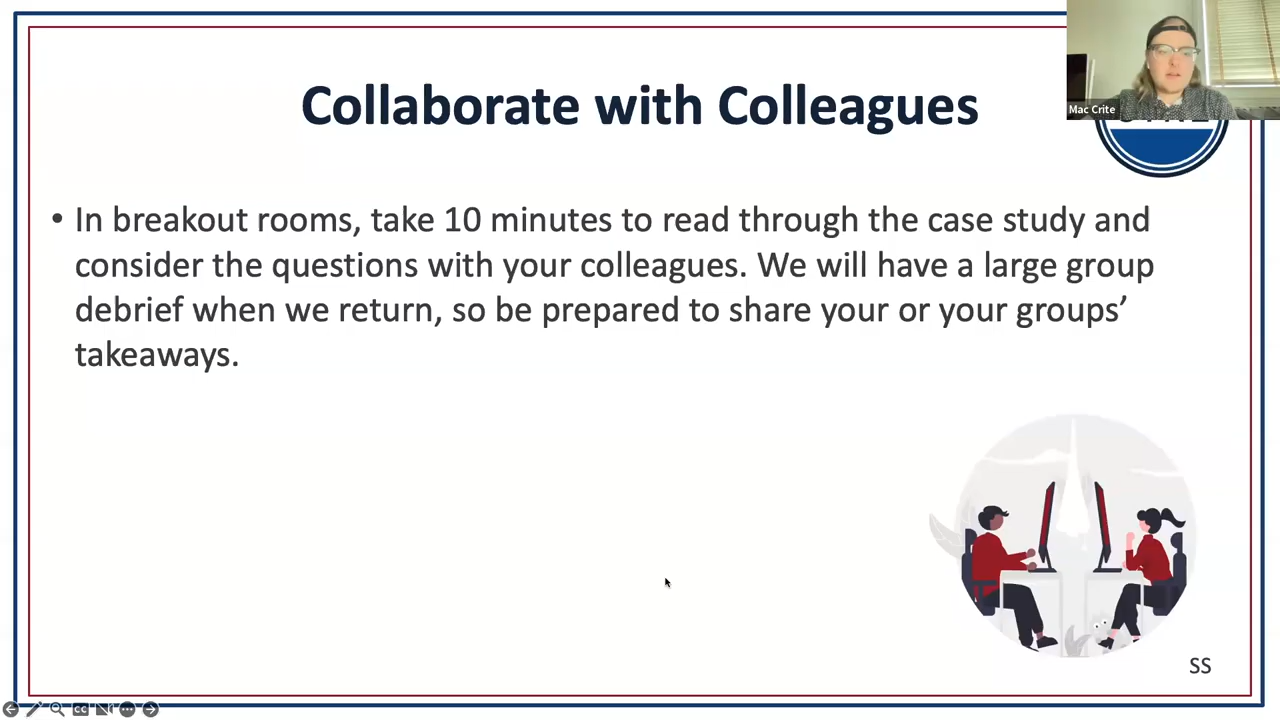 Collaborate with Colleagues
Mac Crite
• In breakout rooms, take 10 minutes to read through the case study and
consider the questions with your colleagues. We will have a large group
debrief when we return, so be prepared to share your or your groups’
takeaways.
SS
CC